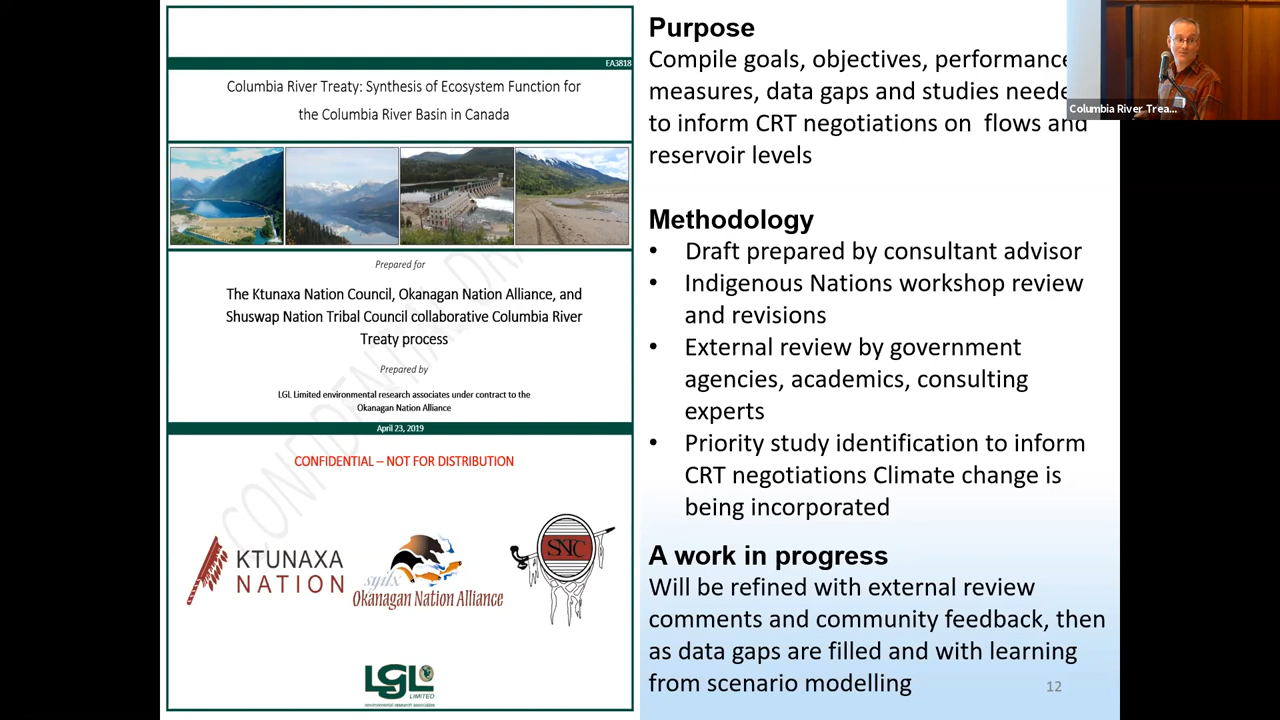 EA3818
Columbia River Treaty: Synthesis of Ecosystem Function for
the Columbia River Basin in Canada
Prepared for
The Ktunaxa Nation Council, Okanagan Nation Alliance, and
Shuswap Nation Tribal Council collaborative Columbia River
Treaty process
Prepared by
LGL Limited environmental research associates under contract to the
Okanagan Nation Alliance
April 23, 2019
CONFIDENTIAL – NOT FOR DISTRIBUTION
KTUNAXA
NATION
syilx
Okanagan Nation Alliance
SNTC
LGL
LIMITED
environmental research associates
Purpose
Compile goals, objectives, performance
measures, data gaps and studies neede
to inform CRT negotiations on flows and
reservoir levels
Methodology
• Draft prepared by consultant advisor
• Indigenous Nations workshop review
and revisions
• External review by government
agencies, academics, consulting
experts
• Priority study identification to inform
CRT negotiations Climate change is
being incorporated
A work in progress
Will be refined with external review
comments and community feedback, then
as data gaps are filled and with learning
from scenario modelling
12
Columbia River Trea...